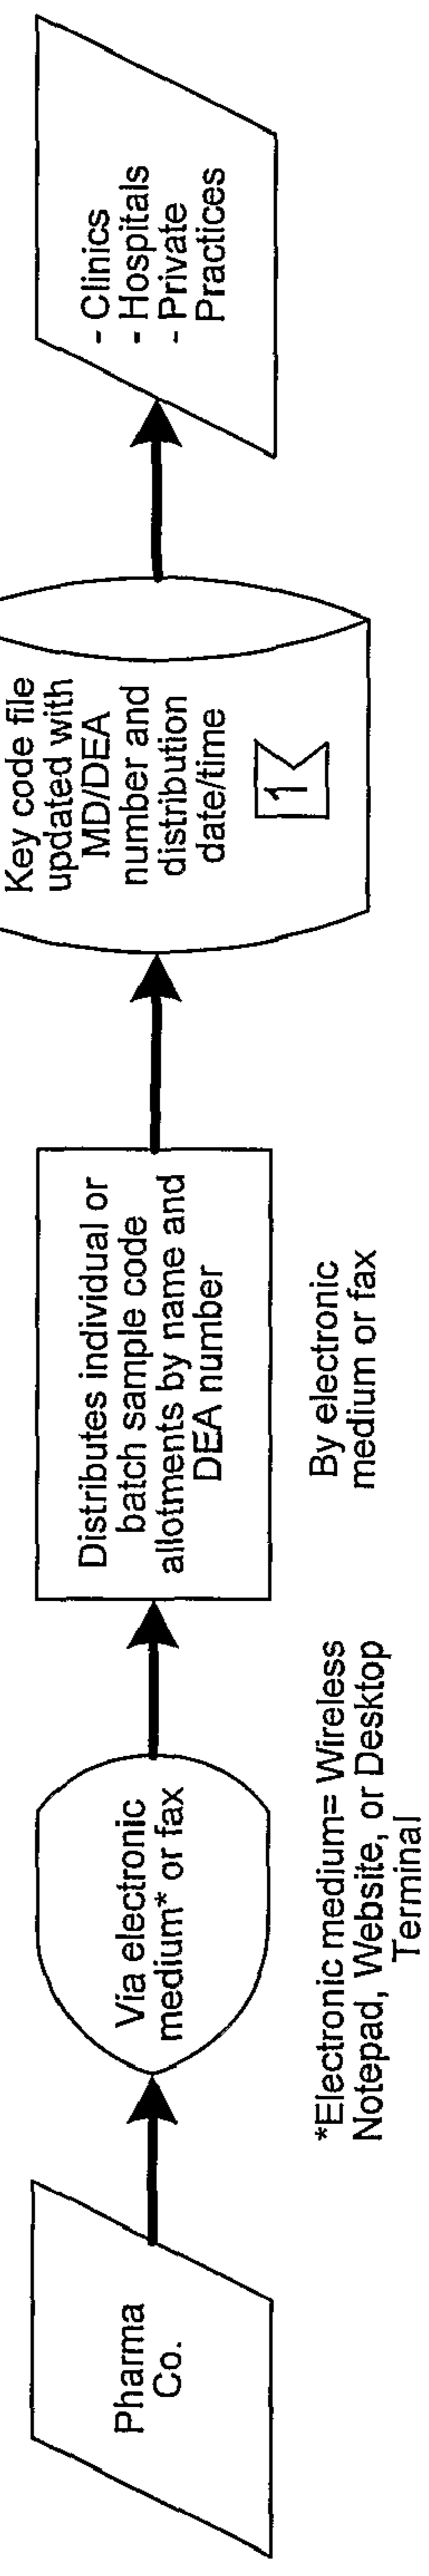 Pharma
Co.
Via electronic
medium* or fax
*Electronic medium= Wireless
Notepad, Website, or Desktop
Terminal
Distributes individual or
batch sample code
allotments by name and
DEA number
By electronic
medium or fax
Key code file
updated with
MD/DEA
number and
distribution
date/time
1
- Clinics
- Hospitals
- Private
Practices